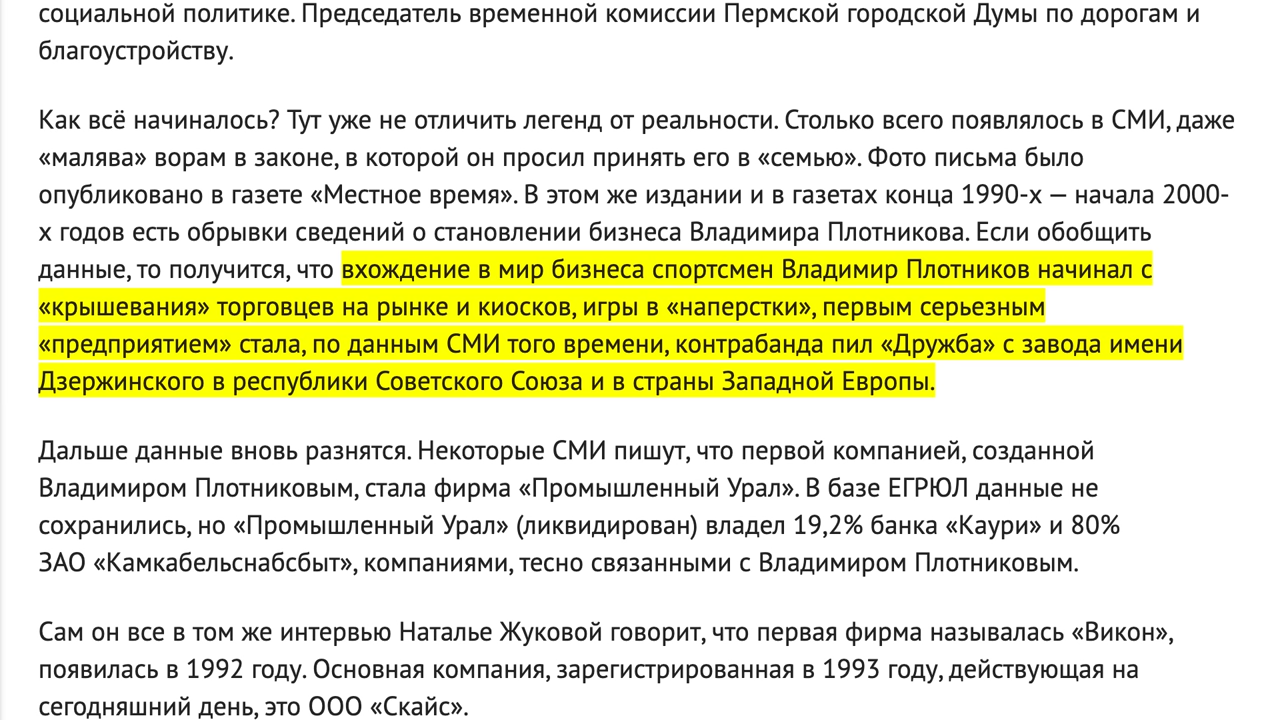 социальной политике. Председатель временной комиссии Пермской городской Думы по дорогам и
благоустройству.
Как всё начиналось? Тут уже не отличить легенд от реальности. Столько всего появлялось в СМИ, даже
«малява» ворам в законе, в которой он просил принять его в «семью». Фото письма было
опубликовано в газете «Местное время». В этом же издании и в газетах конца 1990-х — начала 2000-
х годов есть обрывки сведений о становлении бизнеса Владимира Плотникова. Если обобщить
данные, то получится, что вхождение в мир бизнеса спортсмен Владимир Плотников начинал с
«крышевания» торговцев на рынке и киосков, игры в «наперстки», первым серьезным
«предприятием» стала, по данным СМИ того времени, контрабанда пил «Дружба» с завода имени
Дзержинского в республики Советского Союза и в страны Западной Европы.
Дальше данные вновь разнятся. Некоторые СМИ пишут, что первой компанией, созданной
Владимиром Плотниковым, стала фирма «Промышленный Урал». В базе ЕГРЮЛ данные не
сохранились, но «Промышленный Урал» (ликвидирован) владел 19,2% банка «Каури» и 80%
ЗАО «Камкабельснабсбыт», компаниями, тесно связанными с Владимиром Плотниковым.
Сам он все в том же интервью Наталье Жуковой говорит, что первая фирма называлась «Викон»,
появилась в 1992 году. Основная компания, зарегистрированная в 1993 году, действующая на
сегодняшний день, это ООО «Скайс».